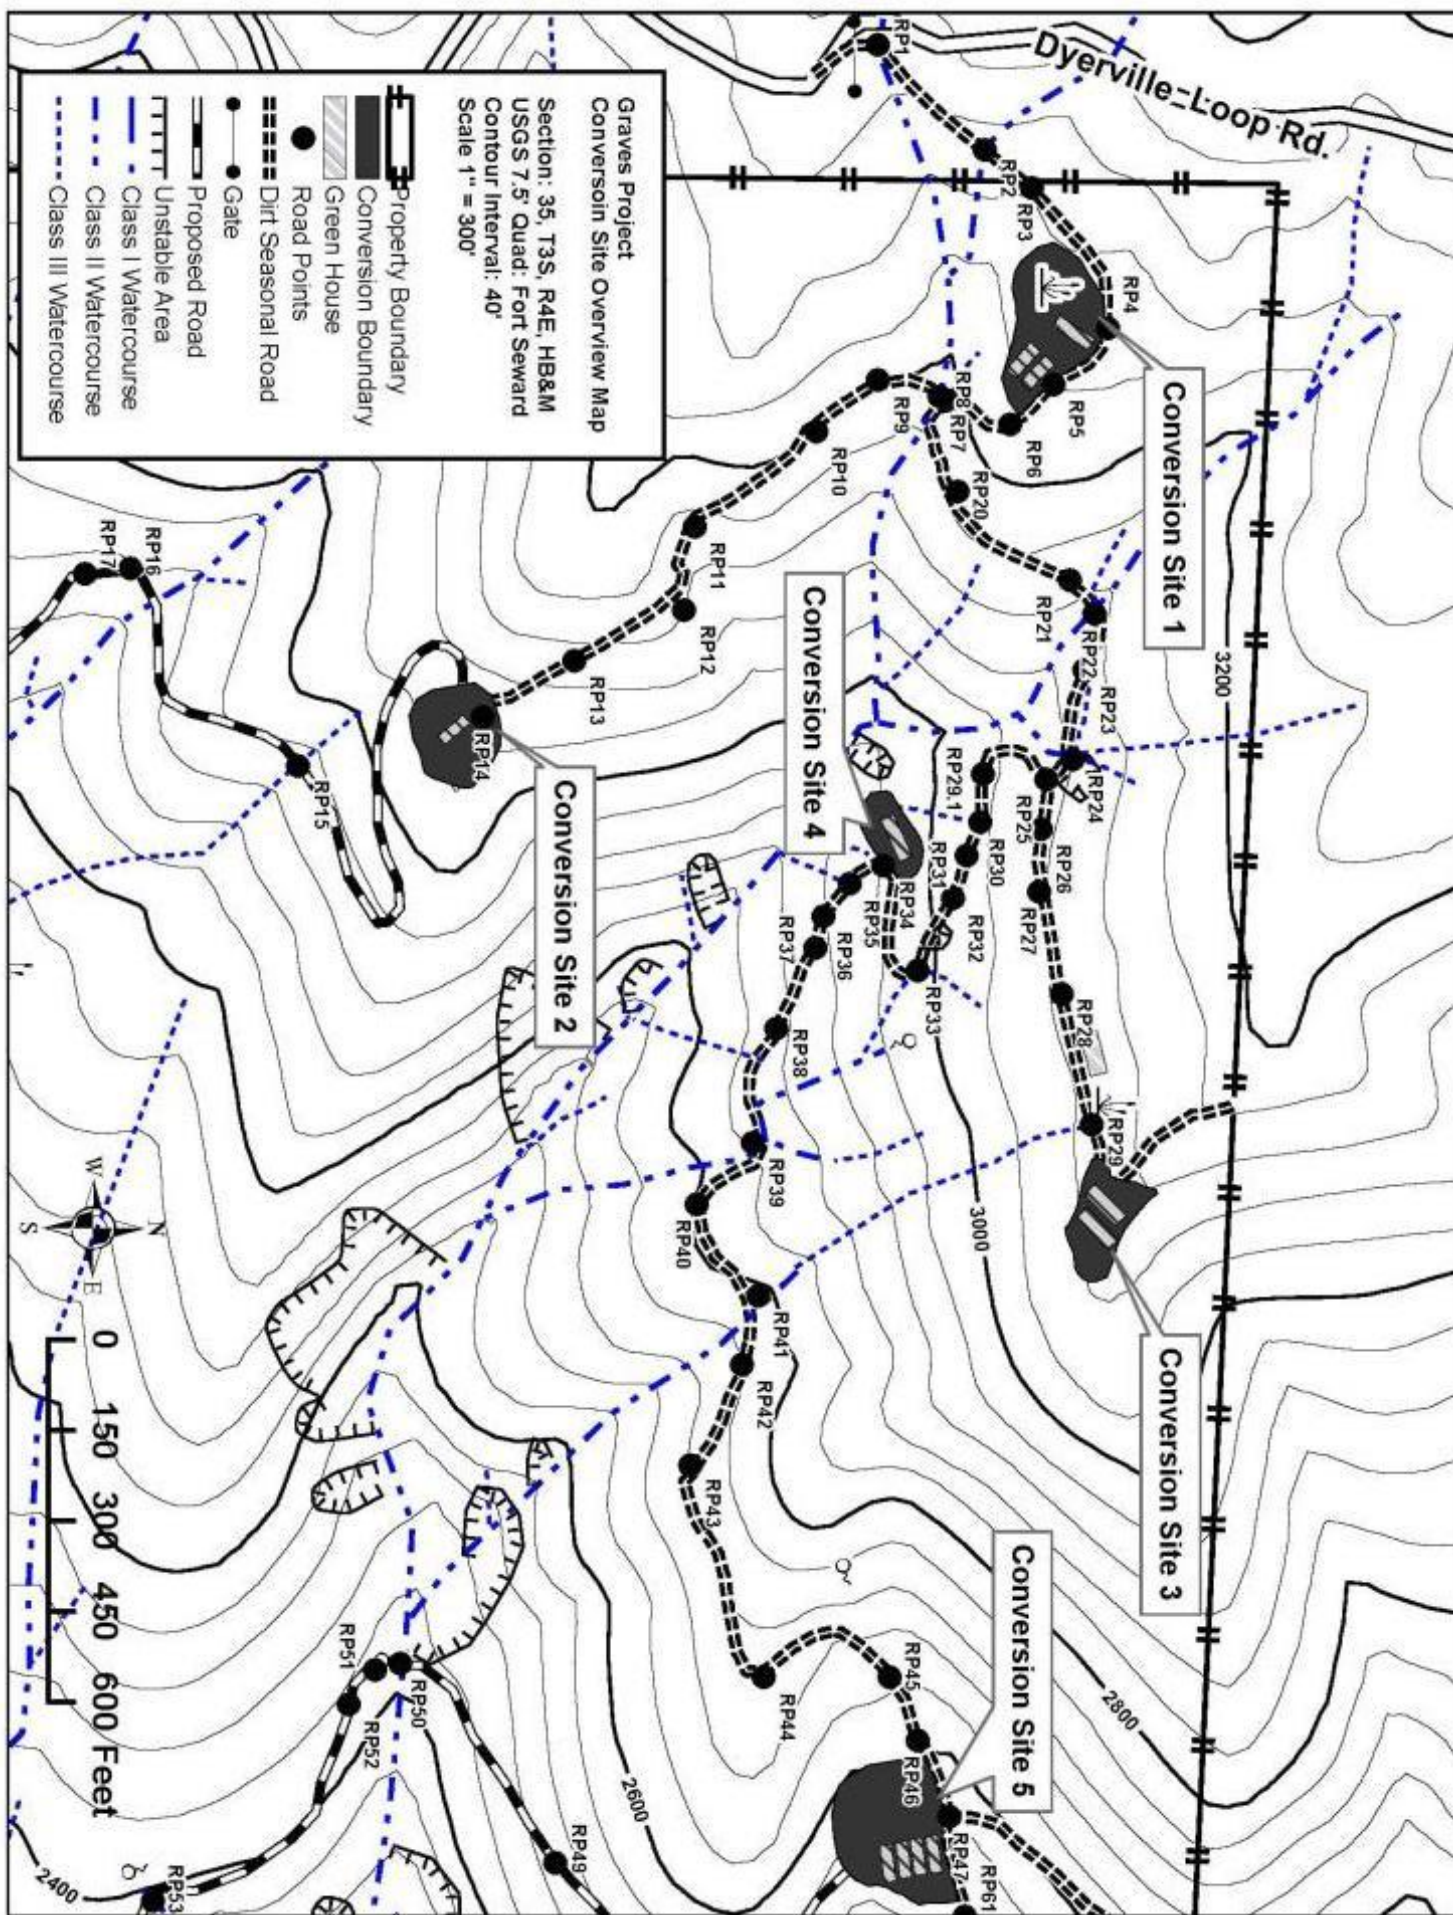 Dyerville_Loop Rd.
RP1
RP2
RP3
RP4
RP5
RP6
RP7
RP8
RP9
RP10
RP11
RP12
RP13
RP14
RP15
RP16
RP17
RP20
RP21
RP22
RP23
RP24
RP25
RP26
RP27
RP28
RP29
RP29.1
RP30
RP31
RP32
RP33
RP34
RP35
RP36
RP37
RP38
RP39
RP40
RP41
RP42
RP43
RP44
RP45
RP46
RP47
RP61
RP49
RP50
RP51
RP52
RP53
Conversion Site 1
Conversion Site 2
Conversion Site 3
Conversion Site 4
Conversion Site 5
3200
3000
2800
2600
2400
Graves Project
Conversoin Site Overview Map
Section: 35, T3S, R4E, HB&M
USGS 7.5' Quad: Fort Seward
Contour Interval: 40'
Scale 1" = 300'
Property Boundary
Conversion Boundary
Green House
Road Points
Dirt Seasonal Road
Gate
Proposed Road
Unstable Area
Class I Watercourse
Class II Watercourse
Class III Watercourse
N
W
E
S
0 150 300 450 600 Feet